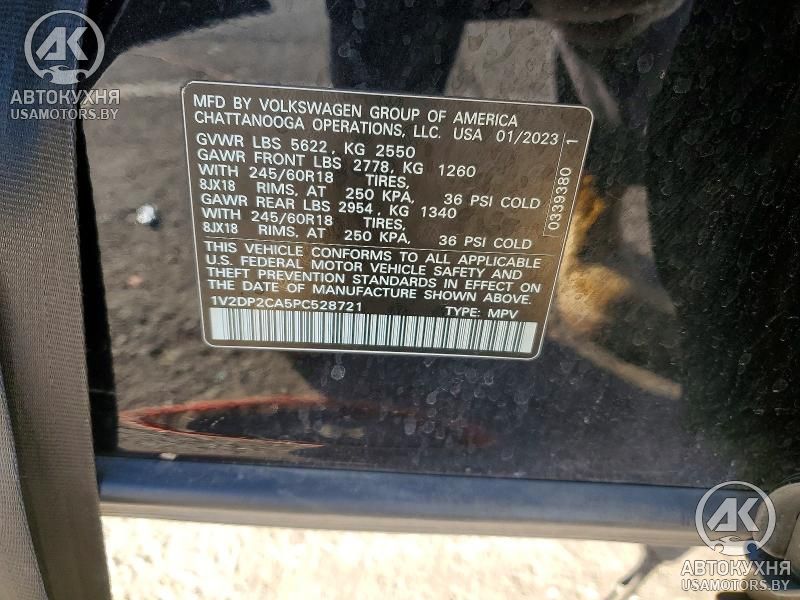 AK
АВТОКУХНЯ
USAMOTORS.BY
MFD BY VOLKSWAGEN GROUP OF AMERICA
CHATTANOOGA OPERATIONS, LLC. USA 01/2023
GVWR LBS 5622, KG 2550
GAWR FRONT LBS 2778, KG 1260
WITH 245/60R18 TIRES,
8JX18 RIMS, AT 250 KPA, 36 PSI COLD
GAWR REAR LBS 2954, KG 1340
WITH 245/60R18 TIRES,
8JX18 RIMS, AT 250 KPA, 36 PSI COLD
THIS VEHICLE CONFORMS TO ALL APPLICABLE
U.S. FEDERAL MOTOR VEHICLE SAFETY AND
THEFT PREVENTION STANDARDS IN EFFECT ON
THE DATE OF MANUFACTURE SHOWN ABOVE.
1V2DP2CA5PC528721 TYPE: MPV
0339380 1
AK
АВТОКУХНЯ
USAMOTORS.BY